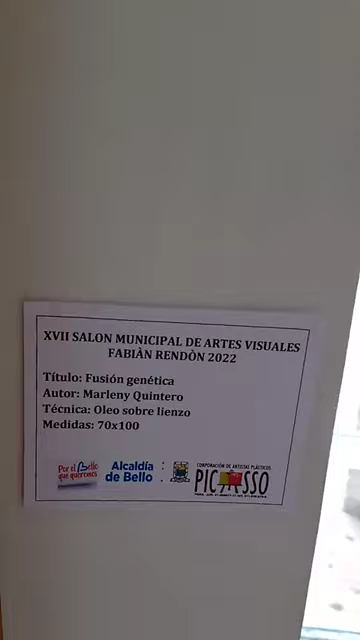 XVII SALON MUNICIPAL DE ARTES VISUALES
FABIÀN RENDÒN 2022
Título: Fusión genética
Autor: Marleny Quintero
Técnica: Oleo sobre lienzo
Medidas: 70x100
Por el Bello
que queremos
Alcaldía
de Bello
CORPORACIÓN DE ARTISTAS PLÁSTICOS
PICASSO